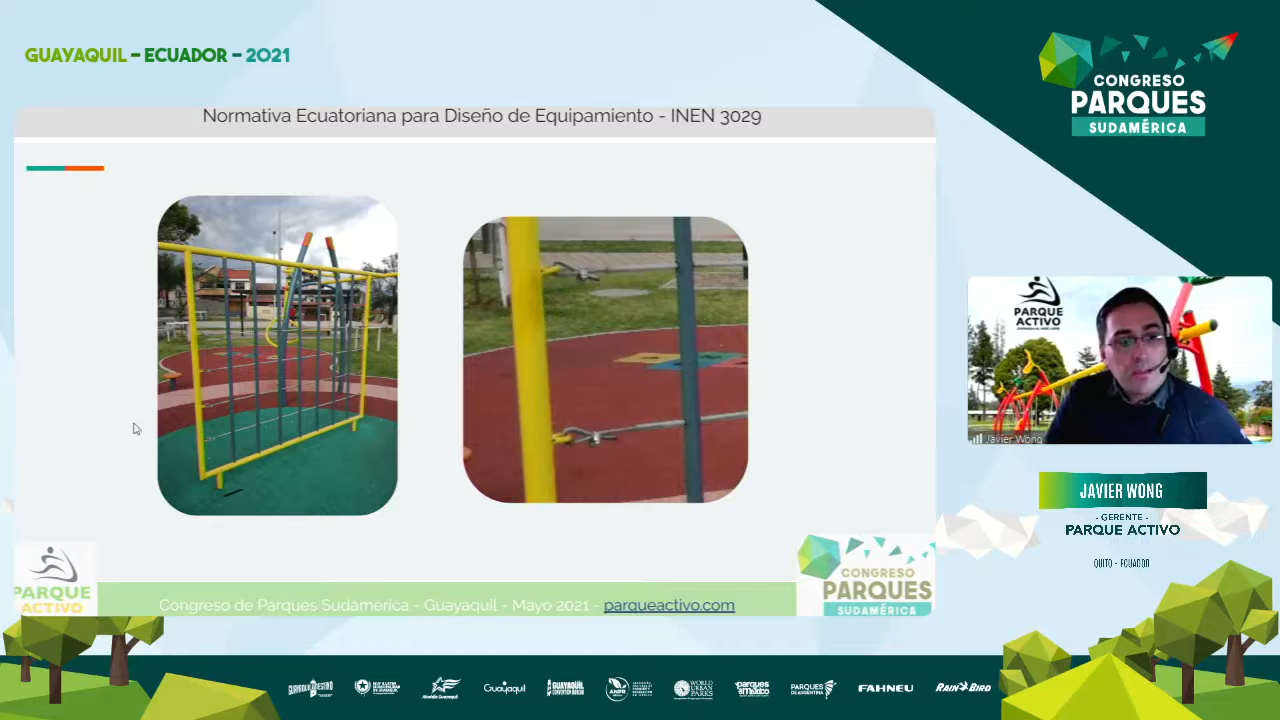 GUAYAQUIL - ECUADOR - 2021
CONGRESO
PARQUES
SUDAMÉRICA
Normativa Ecuatoriana para Diseño de Equipamiento - INEN 3029
PARQUE
ACTIVO
Javier Wong
JAVIER WONG
- GERENTE -
PARQUE ACTIVO
QUITO - ECUADOR
PARQUE
ACTIVO
Congreso de Parques Sudamérica - Guayaquil - Mayo 2021 - parqueactivo.com
CONGRESO
PARQUES
SUDAMÉRICA
Guayaquil
ANPR
WORLD
URBAN
PARKS
parques
de méxico
PARQUES
FAHNEU
RAIN BIRD